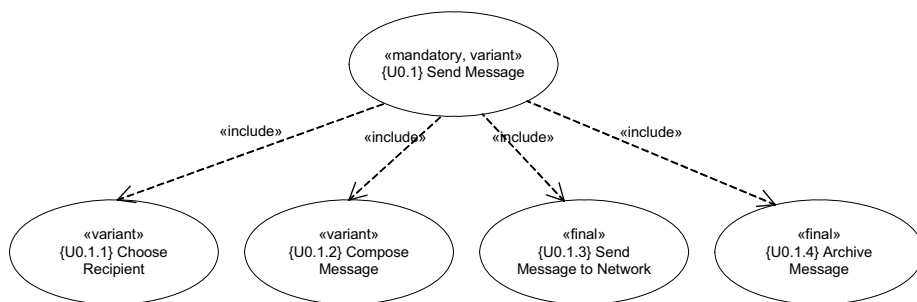 «mandatory, variant»
{U0.1} Send Message
«include»
«include»
«include»
«include»
«variant»
{U0.1.1} Choose
Recipient
«variant»
{U0.1.2} Compose
Message
«final»
{U0.1.3} Send
Message to Network
«final»
{U0.1.4} Archive
Message